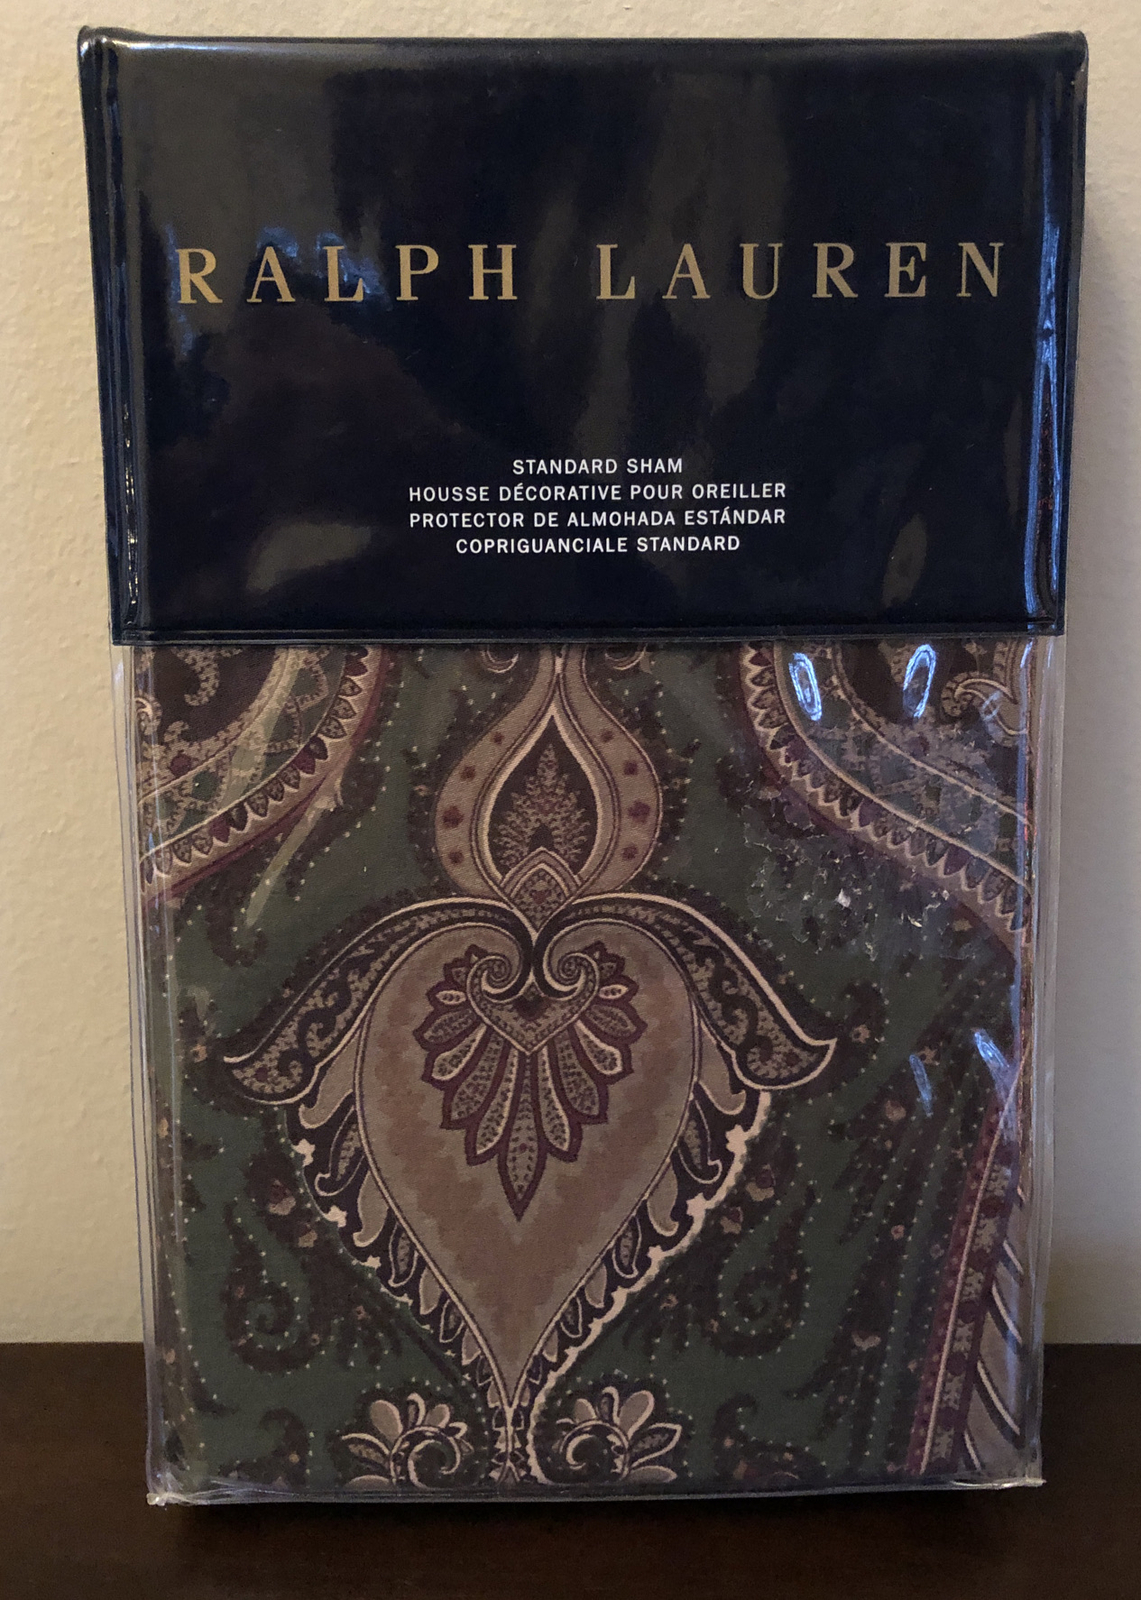 RALPH LAUREN
STANDARD SHAM
HOUSSE DÉCORATIVE POUR OREILLER
PROTECTOR DE ALMOHADA ESTÁNDAR
COPRIGUANCIALE STANDARD